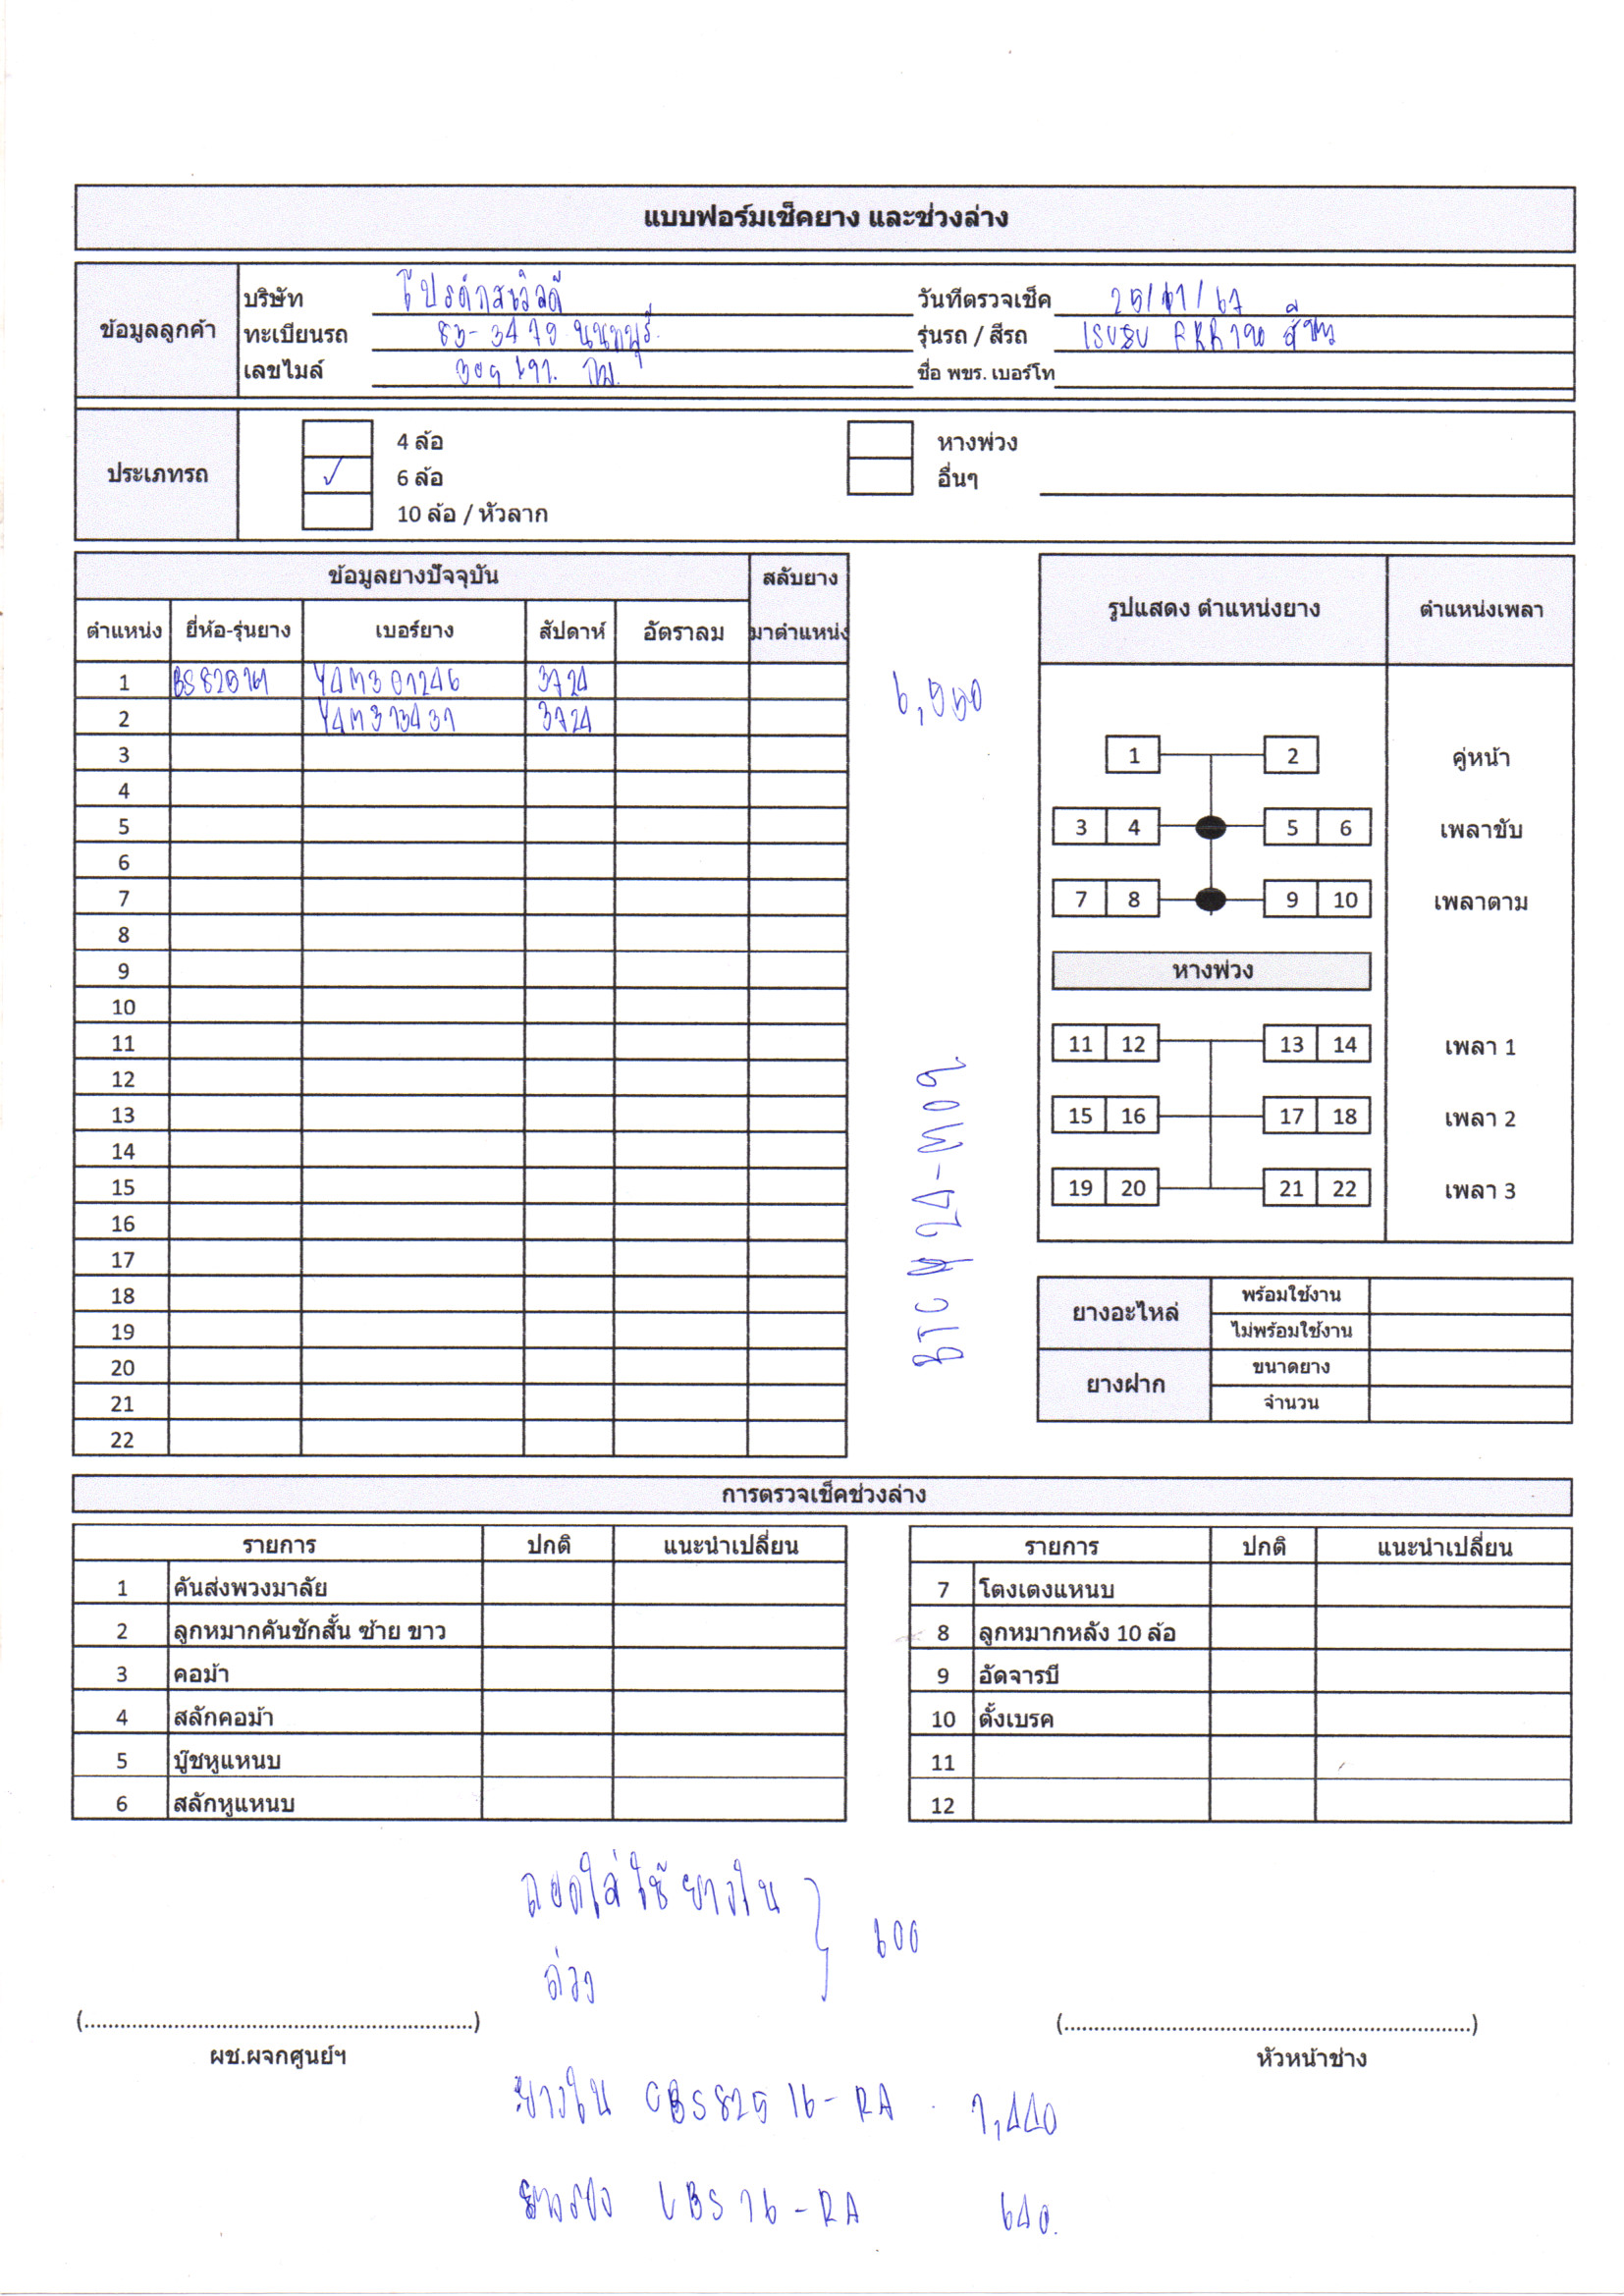 แบบฟอร์มเช็คยาง และช่วงล่าง
ข้อมูลลูกค้า
บริษัท วันที่ตรวจเช็ค 25/11/67
ทะเบียนรถ 83-3479 นนทบุรี รุ่นรถ / สีรถ ISUZU FRR190
เลขไมล์ กม. ชื่อ พขร. เบอร์โท
ประเภทรถ
4 ล้อ หางพ่วง
✓ 6 ล้อ อื่นๆ
10 ล้อ / หัวลาก
ข้อมูลยางปัจจุบัน สลับยาง
ตำแหน่ง ยี่ห้อ-รุ่นยาง เบอร์ยาง สัปดาห์ อัตราลม มาตำแหน่ง
1 Y4M301246 3724
2 Y4M373437 3724
3
4
5
6
7
8
9
10
11
12
13
14
15
16
17
18
19
20
21
22
รูปแสดง ตำแหน่งยาง ตำแหน่งเพลา
1 2 คู่หน้า
3 4 5 6 เพลาขับ
7 8 9 10 เพลาตาม
หางพ่วง
11 12 13 14 เพลา 1
15 16 17 18 เพลา 2
19 20 21 22 เพลา 3
ยางอะไหล่ พร้อมใช้งาน
ไม่พร้อมใช้งาน
ยางฝาก ขนาดยาง
จำนวน
การตรวจเช็คช่วงล่าง
รายการ ปกติ แนะนำเปลี่ยน
1 คันส่งพวงมาลัย
2 ลูกหมากคันชักสั้น ซ้าย ขาว
3 คอม้า
4 สลักคอม้า
5 บู๊ชหูแหนบ
6 สลักหูแหนบ
รายการ ปกติ แนะนำเปลี่ยน
7 โตงเตงแหนบ
8 ลูกหมากหลัง 10 ล้อ
9 อัดจารบี
10 ตั้งเบรค
11
12
ถอดใส่ใช้ยางใน
ถ่วง } 600
(................................................................)
ผช.ผจกศูนย์ฯ
(................................................................)
หัวหน้าช่าง
ยางใน CBS82516-RA 1,440
ยางรอง CBS16-RA 640.